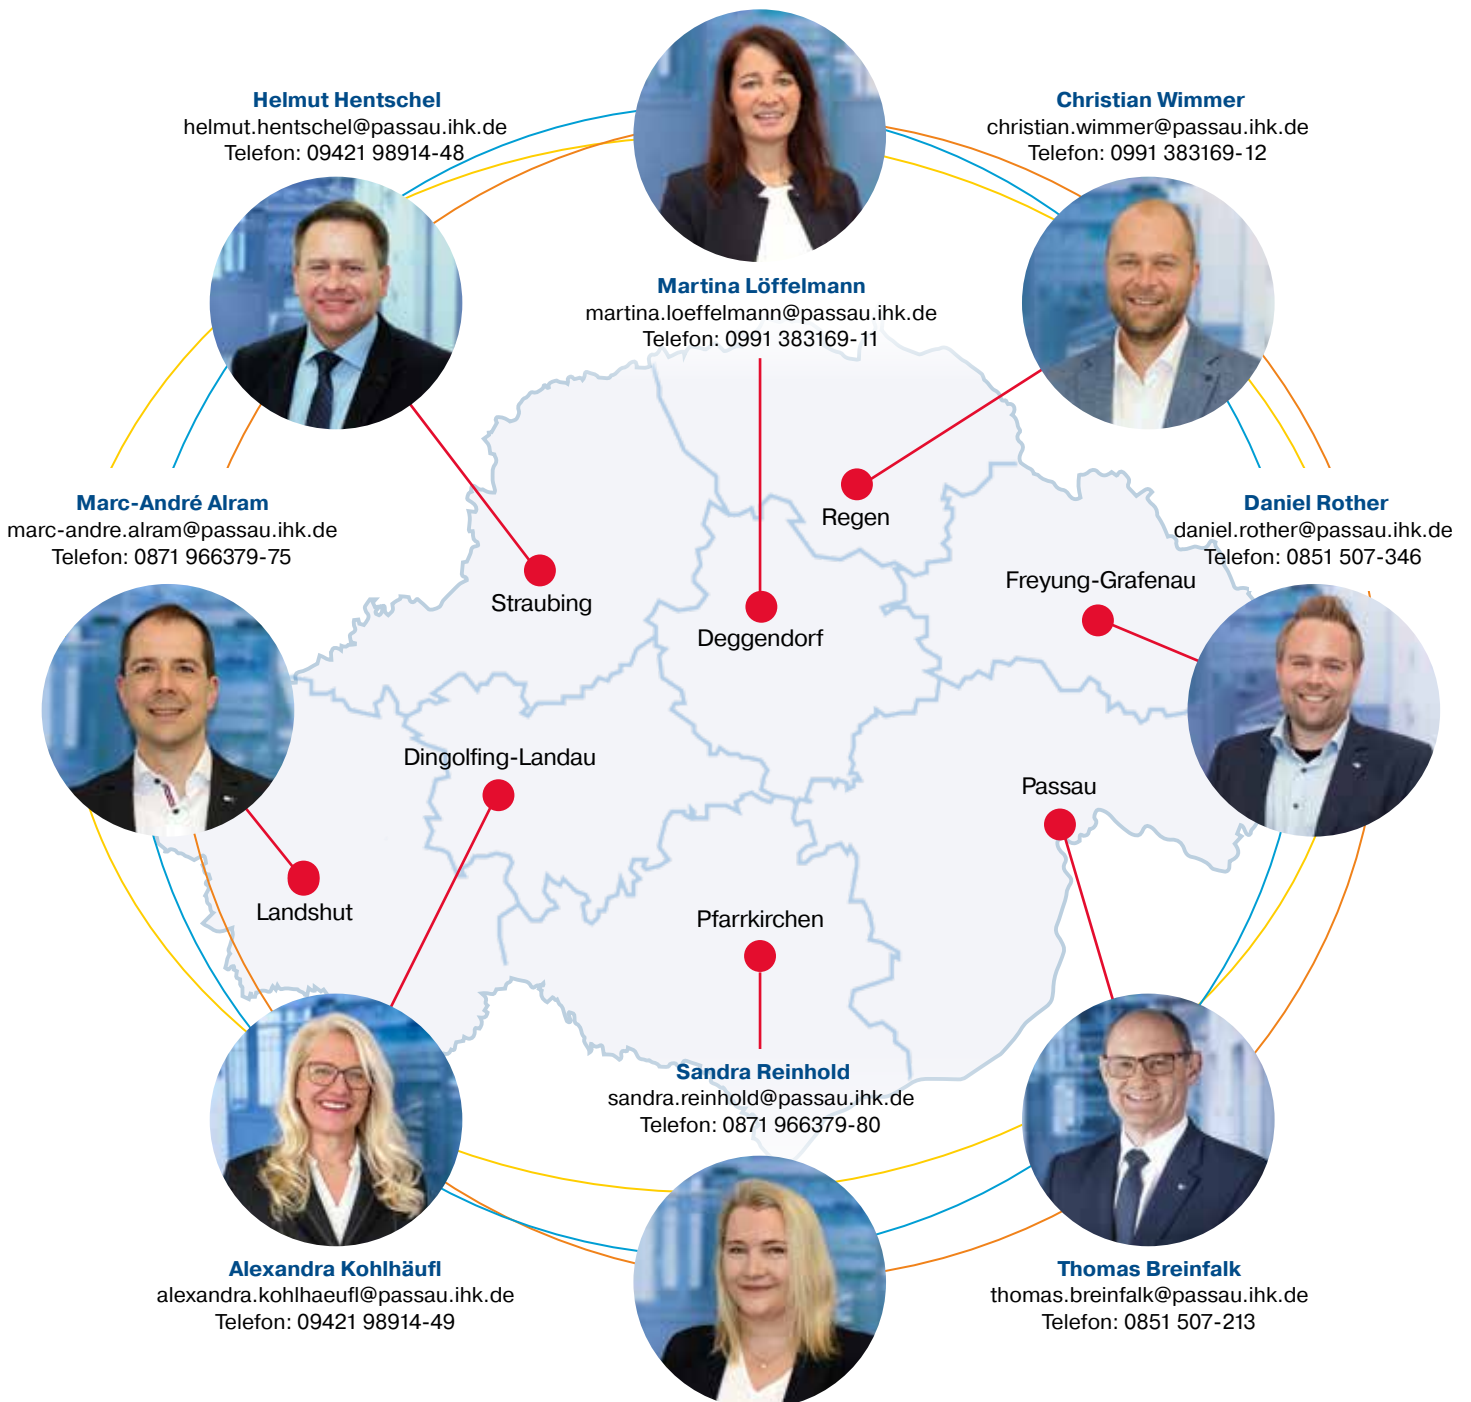 Helmut Hentschel
helmut.hentschel@passau.ihk.de
Telefon: 09421 98914-48
Christian Wimmer
christian.wimmer@passau.ihk.de
Telefon: 0991 383169-12
Martina Löffelmann
martina.loeffelmann@passau.ihk.de
Telefon: 0991 383169-11
Marc-André Alram
marc-andre.alram@passau.ihk.de
Telefon: 0871 966379-75
Daniel Rother
daniel.rother@passau.ihk.de
Telefon: 0851 507-346
Regen
Freyung-Grafenau
Straubing
Deggendorf
Dingolfing-Landau
Passau
Landshut
Pfarrkirchen
Sandra Reinhold
sandra.reinhold@passau.ihk.de
Telefon: 0871 966379-80
Alexandra Kohlhäufl
alexandra.kohlhaeufl@passau.ihk.de
Telefon: 09421 98914-49
Thomas Breinfalk
thomas.breinfalk@passau.ihk.de
Telefon: 0851 507-213